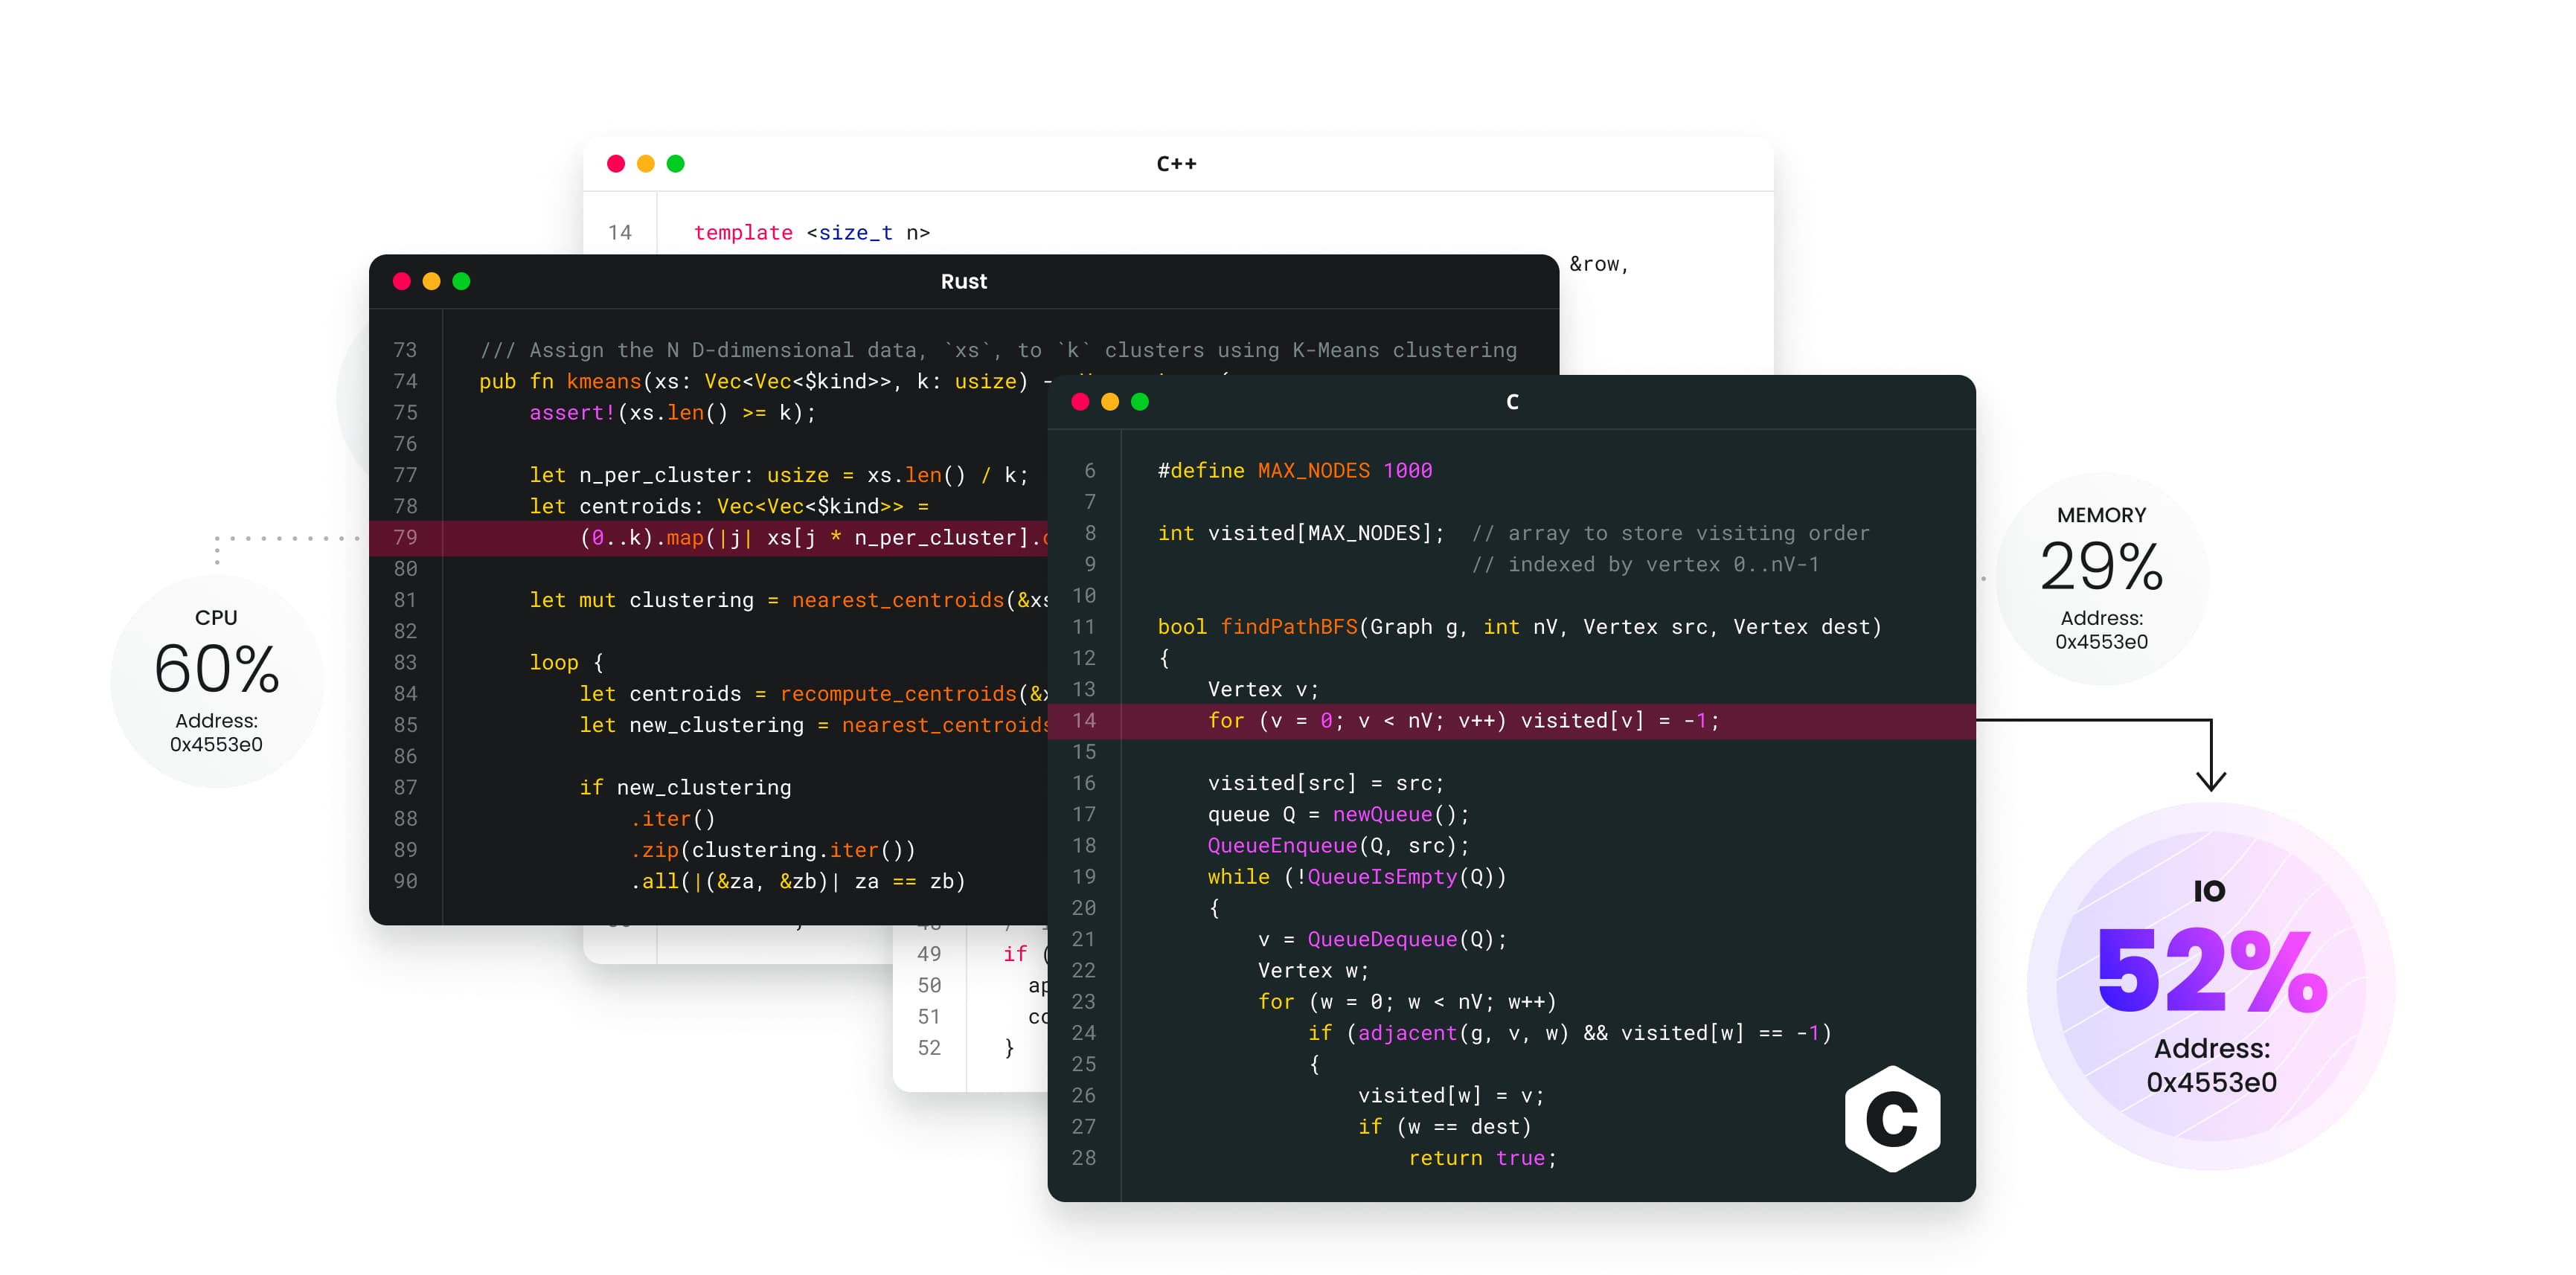 C++
14 template <size_t n>
&row,
Rust
73 /// Assign the N D-dimensional data, `xs`, to `k` clusters using K-Means clustering
74 pub fn kmeans(xs: Vec<Vec<$kind>>, k: usize) -
75 assert!(xs.len() >= k);
76
77 let n_per_cluster: usize = xs.len() / k;
78 let centroids: Vec<Vec<$kind>> =
79 (0..k).map(|j| xs[j * n_per_cluster].
80
81 let mut clustering = nearest_centroids(&xs
82
83 loop {
84 let centroids = recompute_centroids(&x
85 let new_clustering = nearest_centroids
86
87 if new_clustering
88 .iter()
89 .zip(clustering.iter())
90 .all(|(&za, &zb)| za == zb)
49 if (
50 ap
51 co
52 }
C
6 #define MAX_NODES 1000
7
8 int visited[MAX_NODES]; // array to store visiting order
9 // indexed by vertex 0..nV-1
10
11 bool findPathBFS(Graph g, int nV, Vertex src, Vertex dest)
12 {
13 Vertex v;
14 for (v = 0; v < nV; v++) visited[v] = -1;
15
16 visited[src] = src;
17 queue Q = newQueue();
18 QueueEnqueue(Q, src);
19 while (!QueueIsEmpty(Q))
20 {
21 v = QueueDequeue(Q);
22 Vertex w;
23 for (w = 0; w < nV; w++)
24 if (adjacent(g, v, w) && visited[w] == -1)
25 {
26 visited[w] = v;
27 if (w == dest)
28 return true;
C
CPU
60%
Address:
0x4553e0
MEMORY
29%
Address:
0x4553e0
IO
52%
Address:
0x4553e0